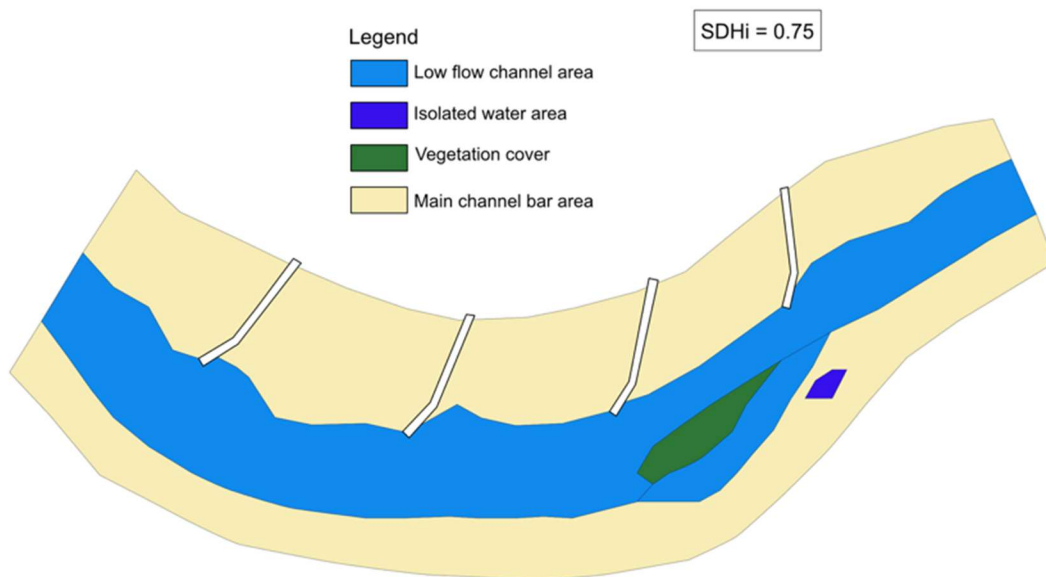 SDHi = 0.75
Legend
Low flow channel area
Isolated water area
Vegetation cover
Main channel bar area